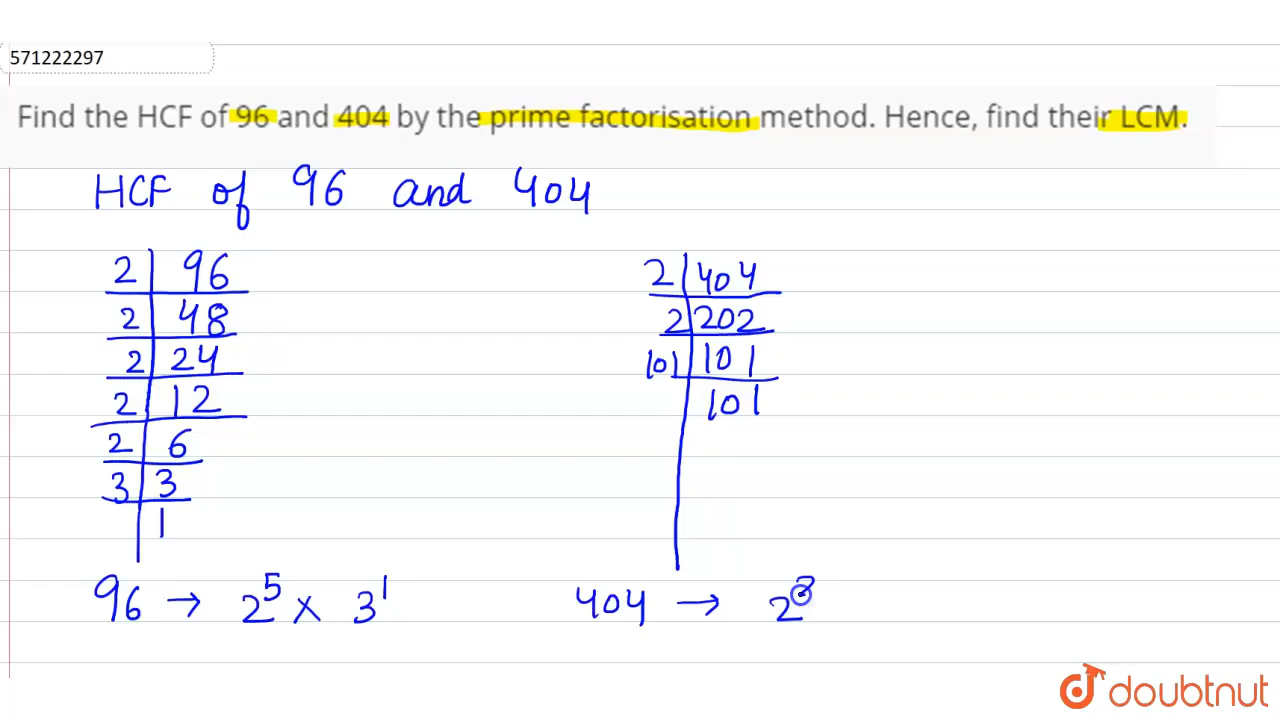 571222297
Find the HCF of 96 and 404 by the prime factorisation method. Hence, find their LCM.
HCF of 96 and 404
2 | 96
2 | 48
2 | 24
2 | 12
2 | 6
3 | 3
| 1
2 | 404
2 | 202
101 | 101
| 101
96 → 2^5 × 3^1
404 → 2
doubtnut